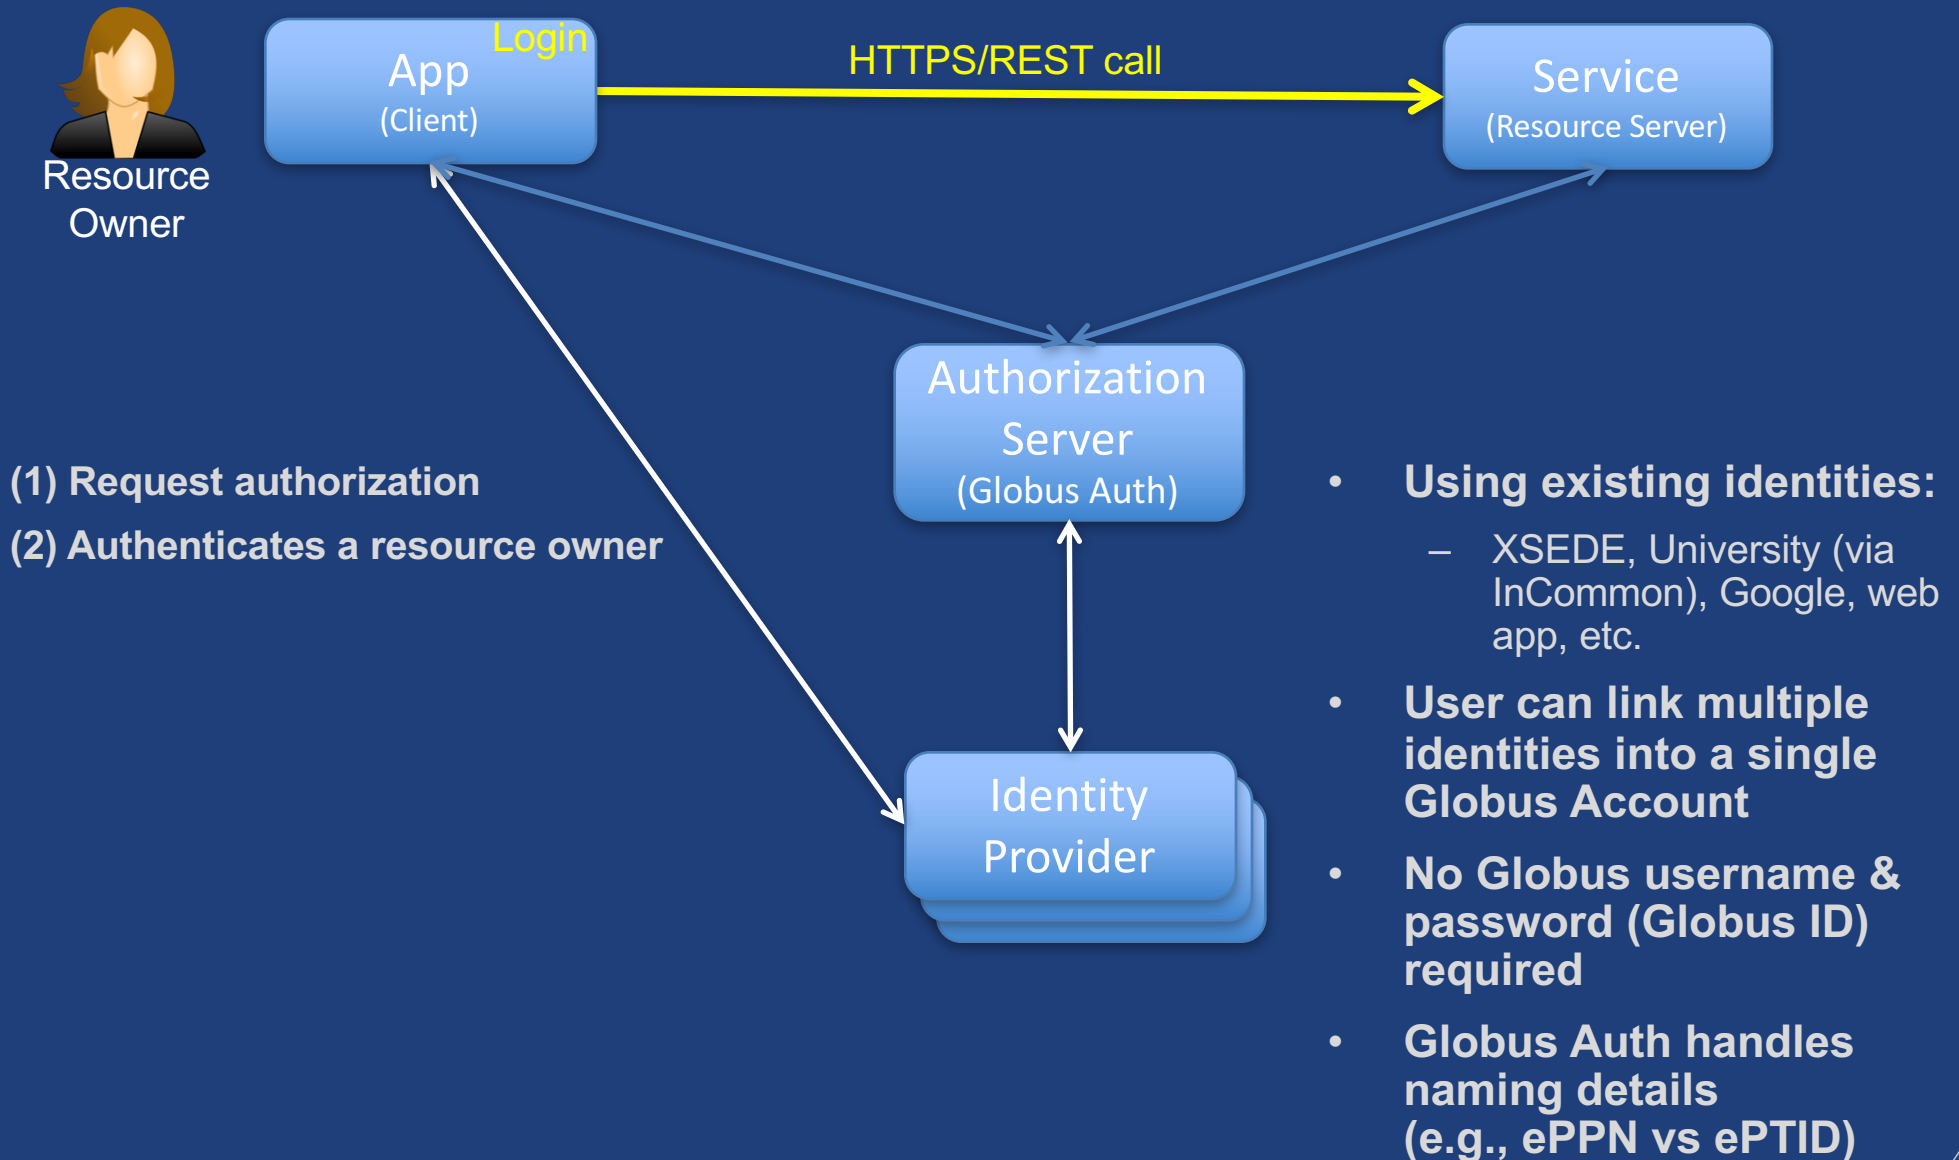 Login
App
(Client)
HTTPS/REST call
Service
(Resource Server)
Resource
Owner
Authorization
Server
(Globus Auth)
(1) Request authorization
(2) Authenticates a resource owner
Identity
Provider
• Using existing identities:
– XSEDE, University (via
InCommon), Google, web
app, etc.
• User can link multiple
identities into a single
Globus Account
• No Globus username &
password (Globus ID)
required
• Globus Auth handles
naming details
(e.g., ePPN vs ePTID)